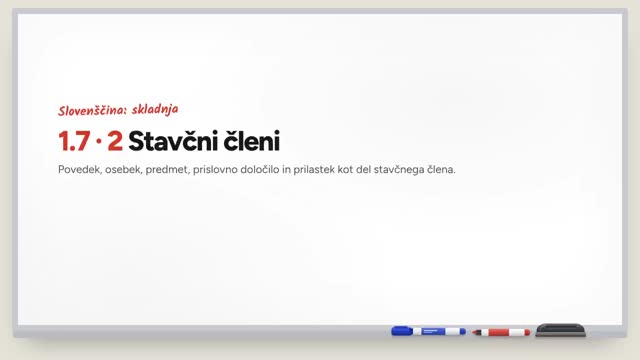 Slovenščina: skladnja
1.7 · 2 Stavčni členi
Povedek, osebek, predmet, prislovno določilo in prilastek kot del stavčnega člena.